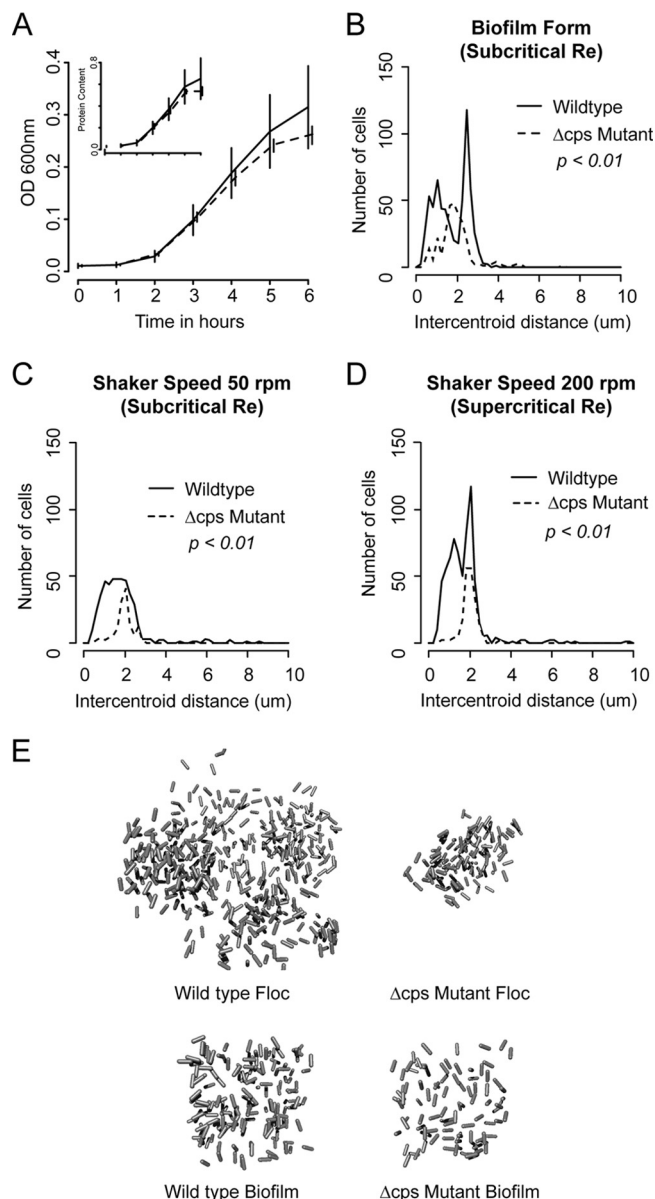 A
0.8
Protein Content
0.0
0.4
0.3
0.2
0.1
0.0
OD 600nm
0 1 2 3 4 5 6
Time in hours
B
Biofilm Form
(Subcritical Re)
150
100
50
0
Number of cells
Wildtype
Δcps Mutant
p < 0.01
0 2 4 6 8 10
Intercentroid distance (um)
C
Shaker Speed 50 rpm
(Subcritical Re)
150
100
50
0
Number of cells
Wildtype
Δcps Mutant
p < 0.01
0 2 4 6 8 10
Intercentroid distance (um)
D
Shaker Speed 200 rpm
(Supercritical Re)
150
100
50
0
Number of cells
Wildtype
Δcps Mutant
p < 0.01
0 2 4 6 8 10
Intercentroid distance (um)
E
Wild type Floc
Δcps Mutant Floc
Wild type Biofilm
Δcps Mutant Biofilm